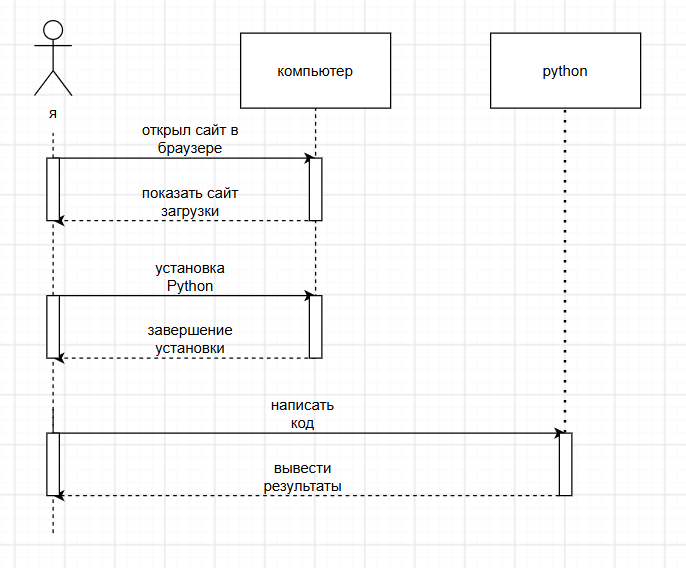 компьютер
python
я
открыл сайт в
браузере
показать сайт
загрузки
установка
Python
завершение
установки
написать
код
вывести
результаты